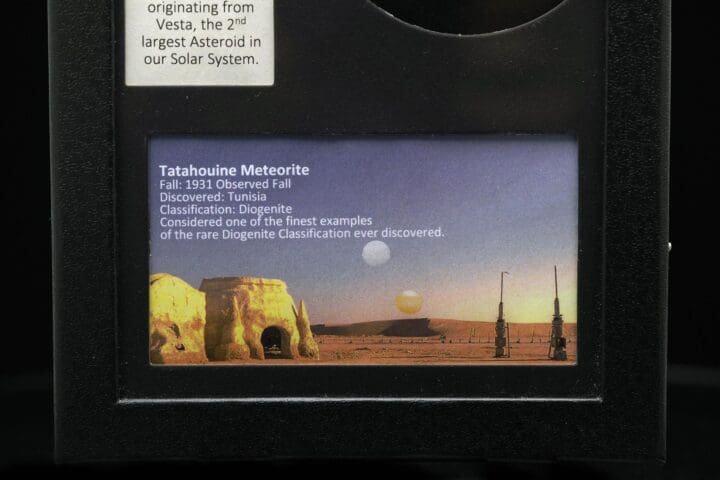 originating from
Vesta, the 2nd
largest Asteroid in
our Solar System.
Tatahouine Meteorite
Fall: 1931 Observed Fall
Discovered: Tunisia
Classification: Diogenite
Considered one of the finest examples
of the rare Diogenite Classification ever discovered.